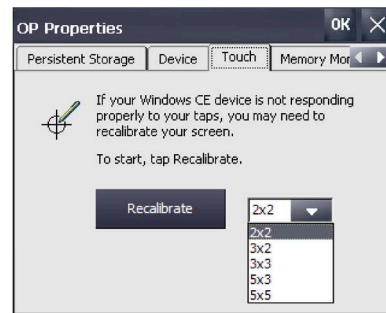 OP Properties OK
Persistent Storage Device Touch Memory Mor
If your Windows CE device is not responding
properly to your taps, you may need to
recalibrate your screen.
To start, tap Recalibrate.
Recalibrate 2x2
2x2
3x2
3x3
5x3
5x5